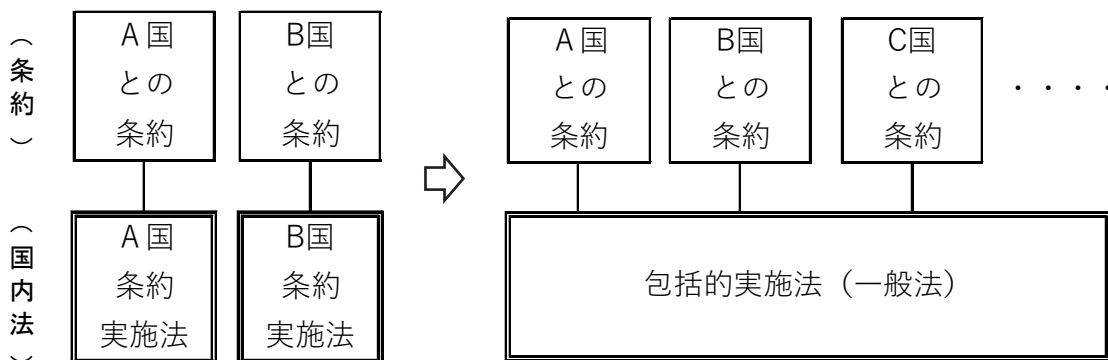 （条約）
A国
との
条約
B国
との
条約
A国
との
条約
B国
との
条約
C国
との
条約
・・・・
（国内法）
A国
条約
実施法
B国
条約
実施法
包括的実施法（一般法）